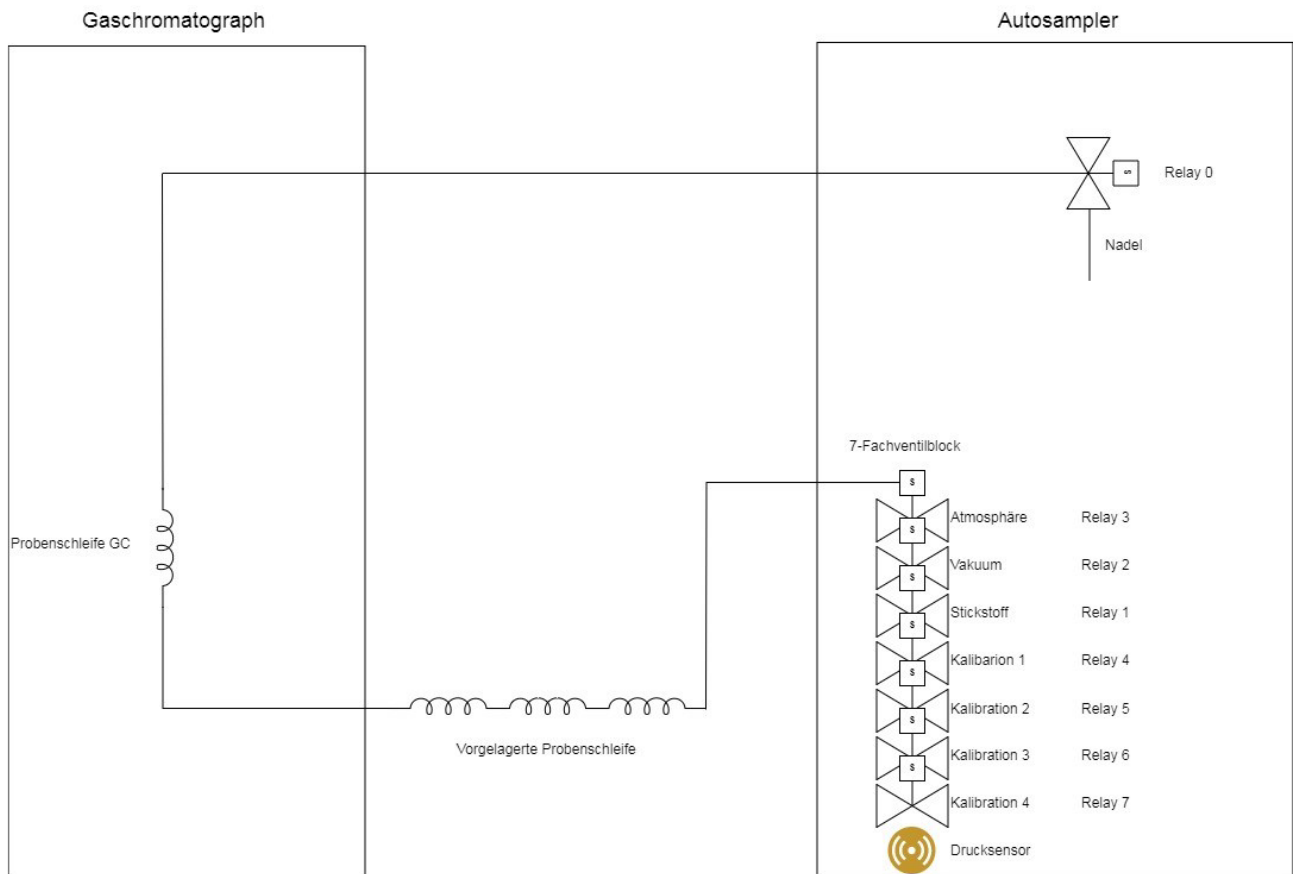 Gaschromatograph
Autosampler
Relay 0
Nadel
7-Fachventilblock
s
Atmosphäre Relay 3
s
Vakuum Relay 2
s
Stickstoff Relay 1
s
Kalibarion 1 Relay 4
s
Kalibration 2 Relay 5
s
Kalibration 3 Relay 6
s
Kalibration 4 Relay 7
Drucksensor
Probenschleife GC
Vorgelagerte Probenschleife